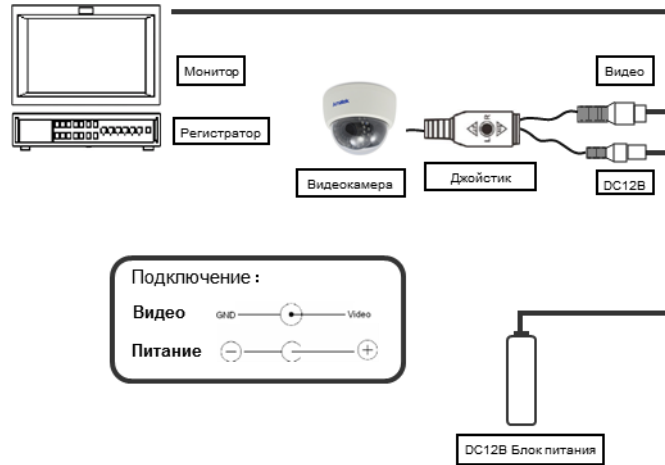 Монитор
Видео
Регистратор
Видеокамера
Джойстик
DC12В
Подключение:
Видео GND Video
Питание − +
DC12В Блок питания